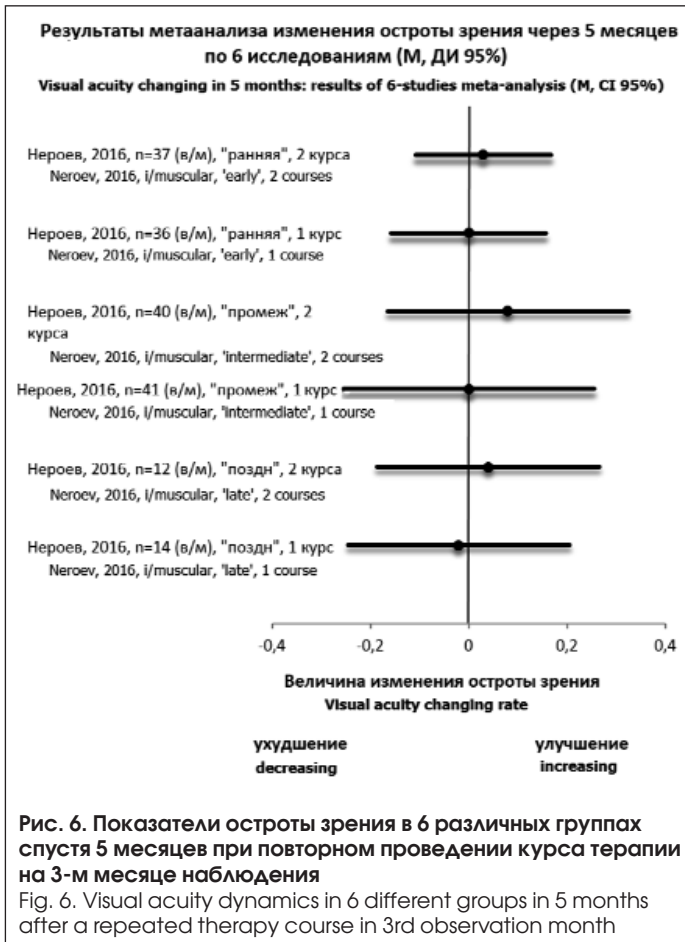 Результаты метаанализа изменения остроты зрения через 5 месяцев
по 6 исследованиям (М, ДИ 95%)
Visual acuity changing in 5 months: results of 6-studies meta-analysis (M, CI 95%)
Нероев, 2016, n=37 (в/м), "ранняя", 2 курса
Neroev, 2016, i/muscular, 'early', 2 courses
Нероев, 2016, n=36 (в/м), "ранняя", 1 курс
Neroev, 2016, i/muscular, 'early', 1 course
Нероев, 2016, n=40 (в/м), "промеж", 2
курса
Neroev, 2016, i/muscular, 'intermediate', 2 courses
Нероев, 2016, n=41 (в/м), "промеж", 1 курс
Neroev, 2016, i/muscular, 'intermediate', 1 course
Нероев, 2016, n=12 (в/м), "поздн", 2 курса
Neroev, 2016, i/muscular, 'late', 2 courses
Нероев, 2016, n=14 (в/м), "поздн", 1 курс
Neroev, 2016, i/muscular, 'late', 1 course
-0,4 -0,2 0 0,2 0,4
Величина изменения остроты зрения
Visual acuity changing rate
ухудшение улучшение
decreasing increasing
Рис. 6. Показатели остроты зрения в 6 различных группах
спустя 5 месяцев при повторном проведении курса терапии
на 3-м месяце наблюдения
Fig. 6. Visual acuity dynamics in 6 different groups in 5 months
after a repeated therapy course in 3rd observation month